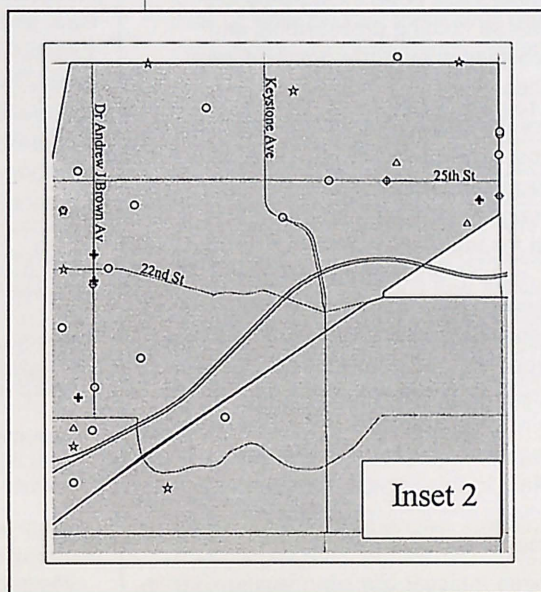 Dr Andrew J Brown Av
Keystone Ave
25th St
22nd St
Inset 2